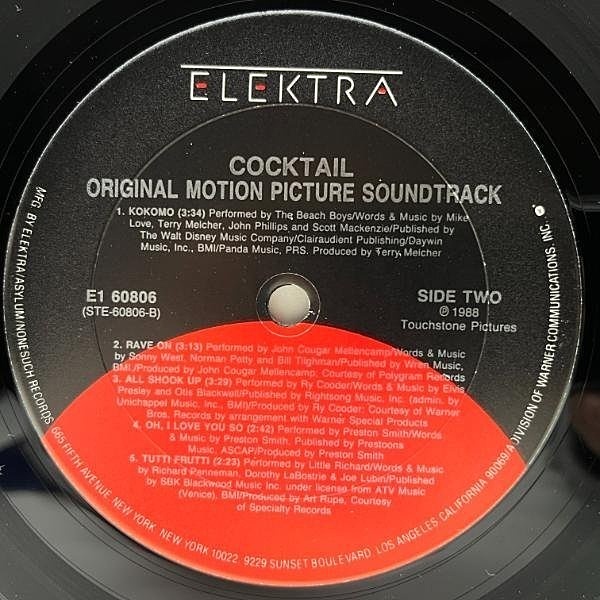 ELEKTRA
COCKTAIL
ORIGINAL MOTION PICTURE SOUNDTRACK
1. KOKOMO (3:34) Performed by The Beach Boys/Words & Music by Mike
Love, Terry Melcher, John Phillips and Scott Mackenzie/Published by
The Walt Disney Music Company/Clairaudient Publishing/Daywin
Music, Inc., BMI/Panda Music, PRS. Produced by Terry Melcher
E1 60806
(STE-60806-B)
SIDE TWO
Ⓟ 1988
Touchstone Pictures
2. RAVE ON (3:13) Performed by John Cougar Mellencamp/Words & Music
by Sonny West, Norman Petty and Bill Tilghman/Published by Wren Music,
BMI./Produced by John Cougar Mellencamp: Courtesy of Polygram Records
3. ALL SHOOK UP (3:29) Performed by Ry Cooder/Words & Music by Elvis
Presley and Otis Blackwell/Published by Rightsong Music, Inc. (admin. by
Unichappel Music Inc., BMI/Produced by Ry Cooder: Courtesy of Warner
Bros. Records by arrangement with Warner Special Products
4. OH, I LOVE YOU SO (2:42) Performed by Preston Smith/Words
& Music by Preston Smith. Published by Prestoons
Music, ASCAP/Produced by Preston Smith
5. TUTTI FRUTTI (2:23) Performed by Little Richard/Words & Music
by Richard Penneman, Dorothy LaBostrie & Joe Lubin/Published
by SBK Blackwood Music Inc. under license from ATV Music
(Venice), BMI/Produced by Art Rupe, Courtesy
of Specialty Records
MFG. BY ELEKTRA/ASYLUM/NONESUCH RECORDS 665 FIFTH AVENUE NEW YORK, NEW YORK 10022 9229 SUNSET BOULEVARD LOS ANGELES CALIFORNIA 90069 A DIVISION OF WARNER COMMUNICATIONS, INC.